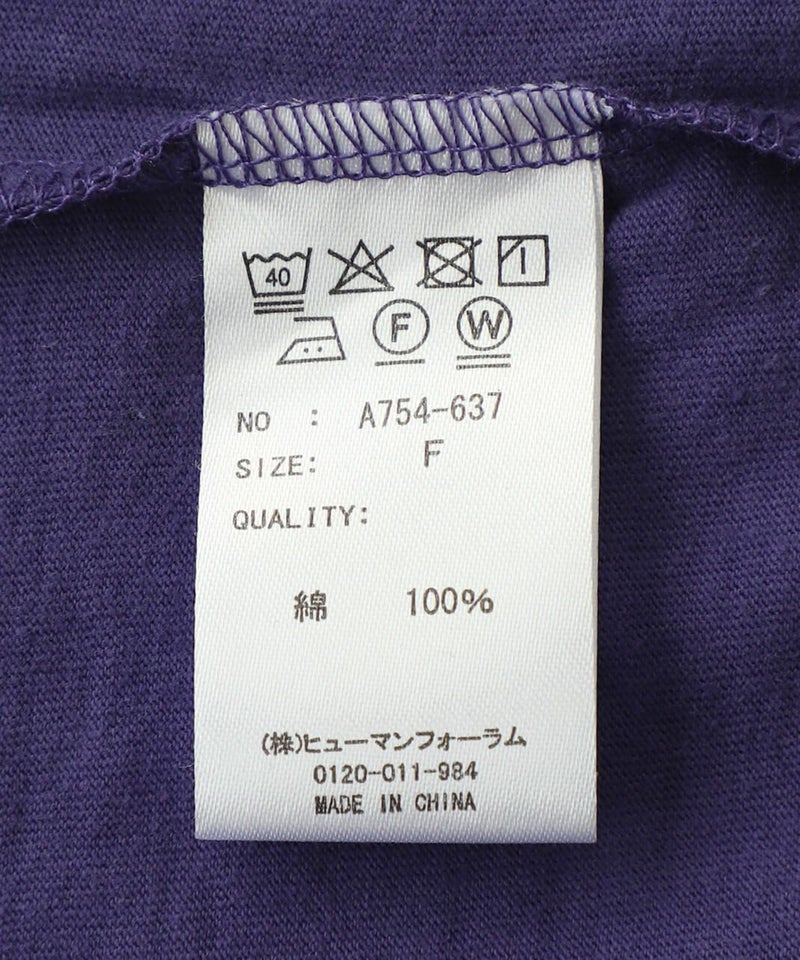 40
F W
NO : A754-637
SIZE: F
QUALITY:
綿 100%
(株)ヒューマンフォーラム
0120-011-984
MADE IN CHINA